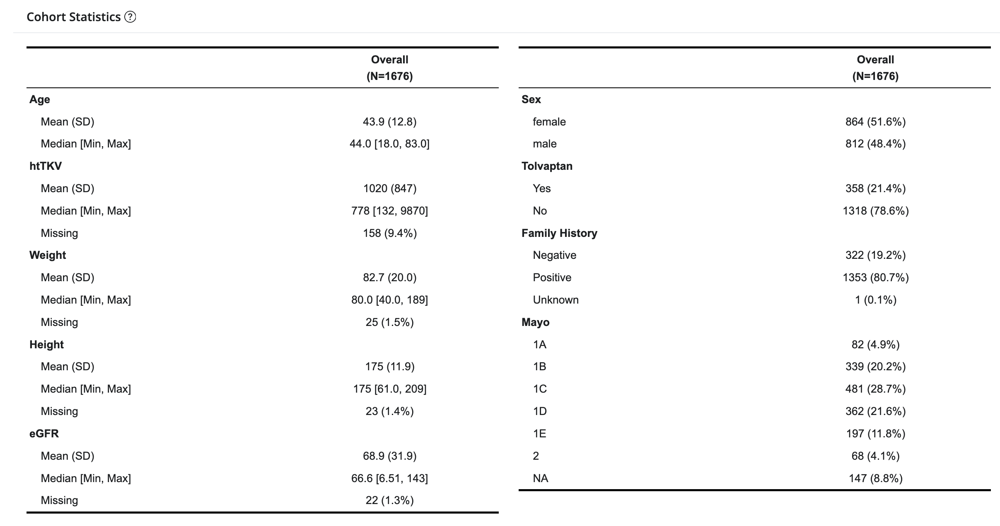 Cohort Statistics ?
Overall
(N=1676)
Age
Mean (SD) 43.9 (12.8)
Median [Min, Max] 44.0 [18.0, 83.0]
htTKV
Mean (SD) 1020 (847)
Median [Min, Max] 778 [132, 9870]
Missing 158 (9.4%)
Weight
Mean (SD) 82.7 (20.0)
Median [Min, Max] 80.0 [40.0, 189]
Missing 25 (1.5%)
Height
Mean (SD) 175 (11.9)
Median [Min, Max] 175 [61.0, 209]
Missing 23 (1.4%)
eGFR
Mean (SD) 68.9 (31.9)
Median [Min, Max] 66.6 [6.51, 143]
Missing 22 (1.3%)
Overall
(N=1676)
Sex
female 864 (51.6%)
male 812 (48.4%)
Tolvaptan
Yes 358 (21.4%)
No 1318 (78.6%)
Family History
Negative 322 (19.2%)
Positive 1353 (80.7%)
Unknown 1 (0.1%)
Mayo
1A 82 (4.9%)
1B 339 (20.2%)
1C 481 (28.7%)
1D 362 (21.6%)
1E 197 (11.8%)
2 68 (4.1%)
NA 147 (8.8%)